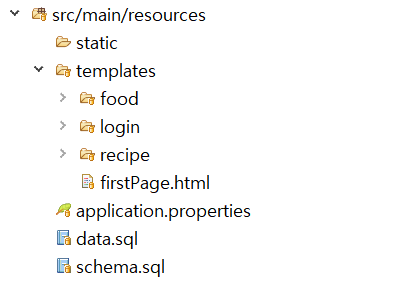 src/main/resources
static
templates
food
login
recipe
firstPage.html
application.properties
data.sql
schema.sql